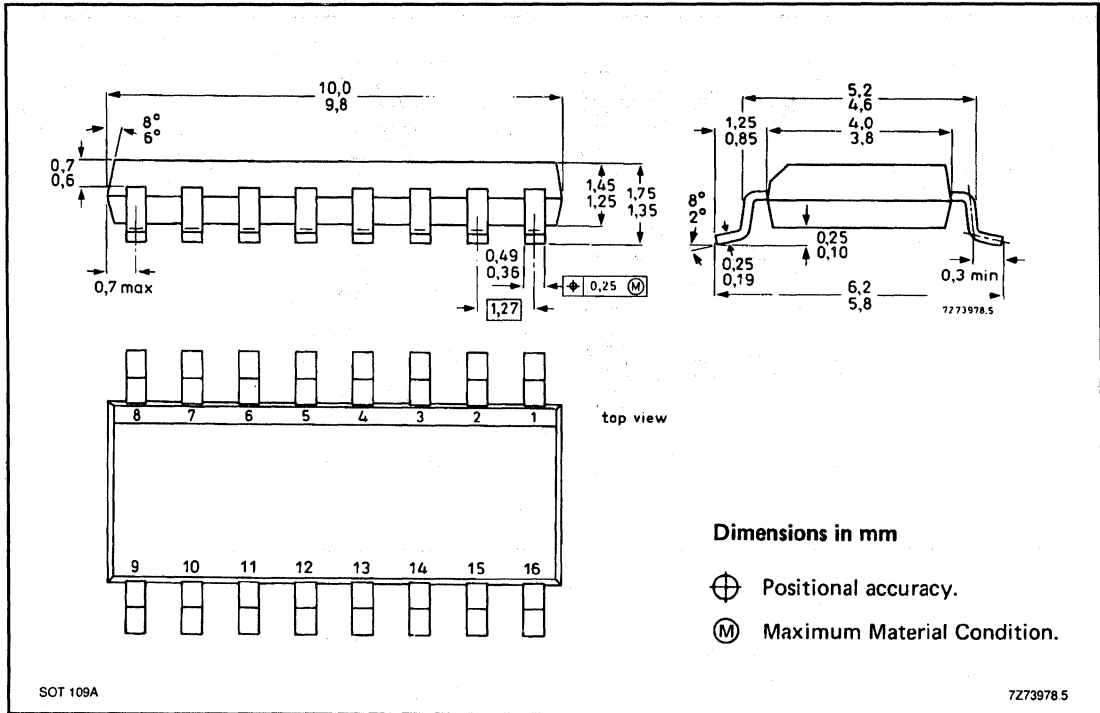 10,0
9,8
8°
6°
0,7
0,6
1,45
1,25
1,75
1,35
0,49
0,36
0,7 max
⌖ 0,25 Ⓜ
1,27
5,2
4,6
1,25
0,85
4,0
3,8
8°
2°
0,25
0,10
0,25
0,19
0,3 min
6,2
5,8
7Z73978.5
8 7 6 5 4 3 2 1
top view
9 10 11 12 13 14 15 16
Dimensions in mm
⌖ Positional accuracy.
Ⓜ Maximum Material Condition.
SOT 109A
7Z73978.5